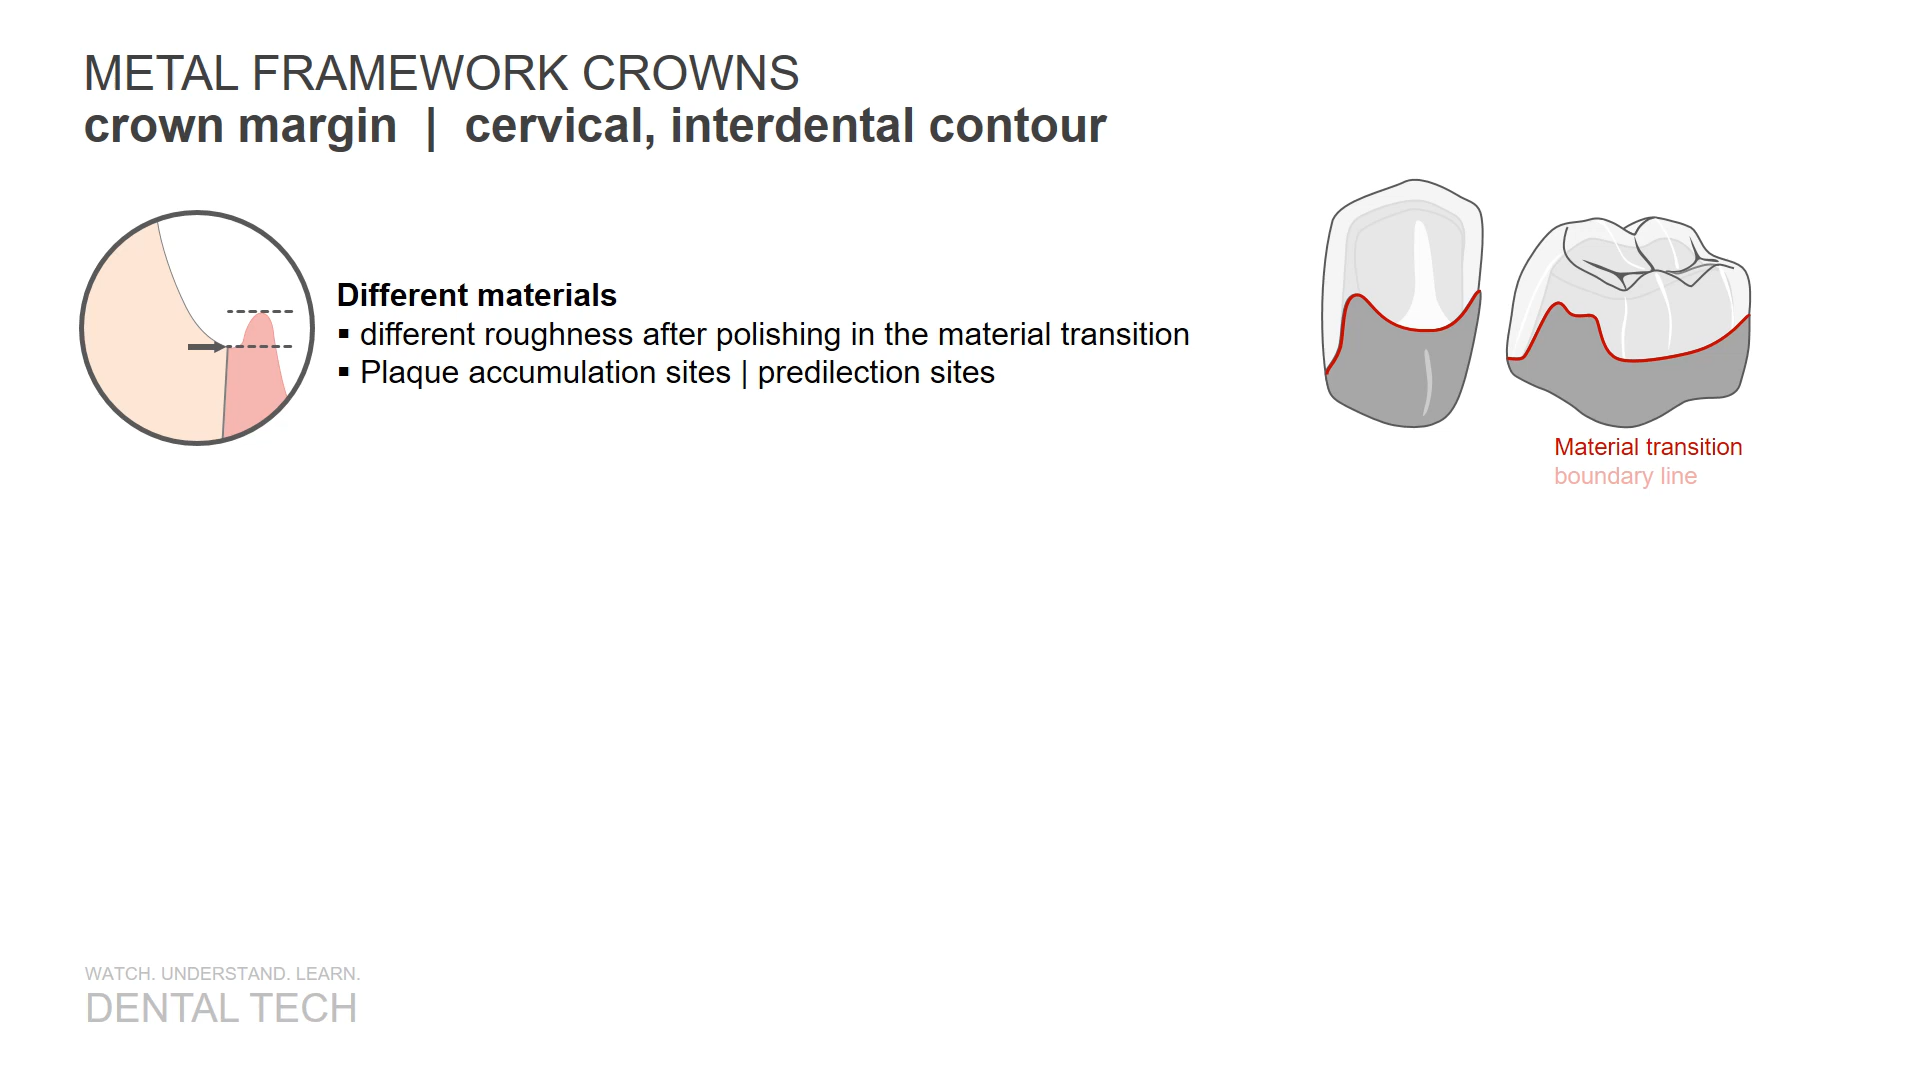 METAL FRAMEWORK CROWNS
crown margin | cervical, interdental contour
Different materials
▪ different roughness after polishing in the material transition
▪ Plaque accumulation sites | predilection sites
Material transition
boundary line
WATCH. UNDERSTAND. LEARN.
DENTAL TECH